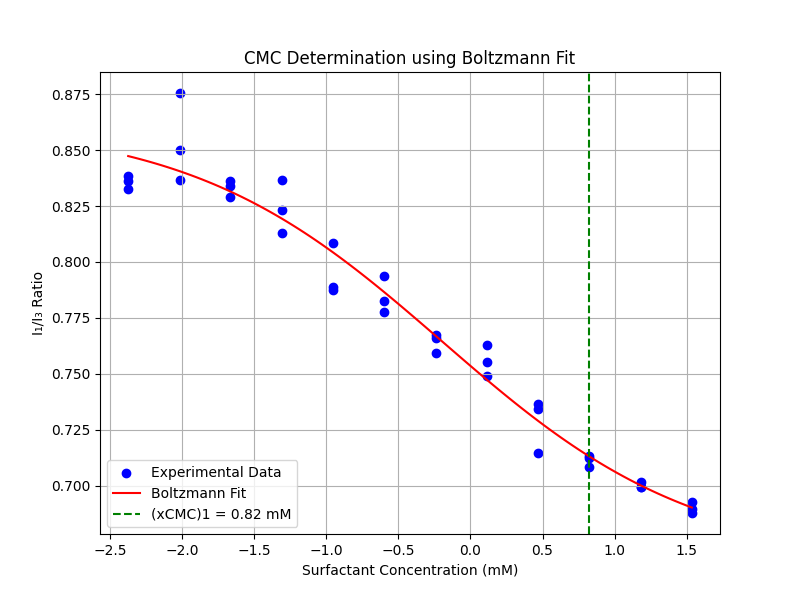 CMC Determination using Boltzmann Fit
0.875
0.850
0.825
0.800
0.775
0.750
0.725
0.700
I₁/I₃ Ratio
Experimental Data
Boltzmann Fit
(xCMC)1 = 0.82 mM
−2.5 −2.0 −1.5 −1.0 −0.5 0.0 0.5 1.0 1.5
Surfactant Concentration (mM)